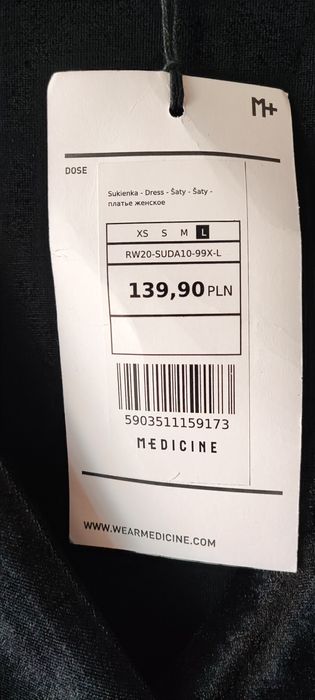 M+
DOSE
Sukienka - Dress - Šaty - Šaty -
платье женское
XS S M L
RW20-SUDA10-99X-L
139,90 PLN
5903511159173
MEDICINE
WWW.WEARMEDICINE.COM